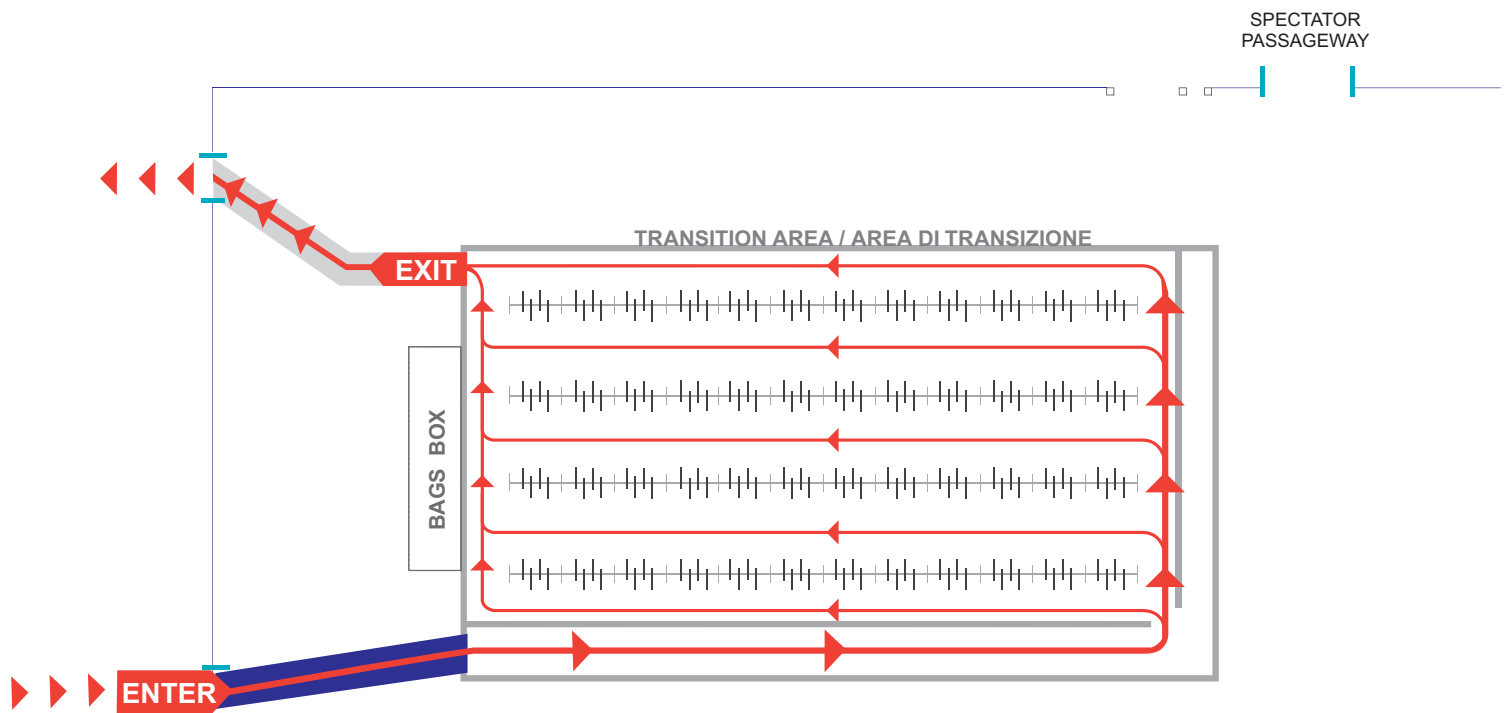 SPECTATOR
PASSAGEWAY
TRANSITION AREA / AREA DI TRANSIZIONE
EXIT
BAGS BOX
ENTER